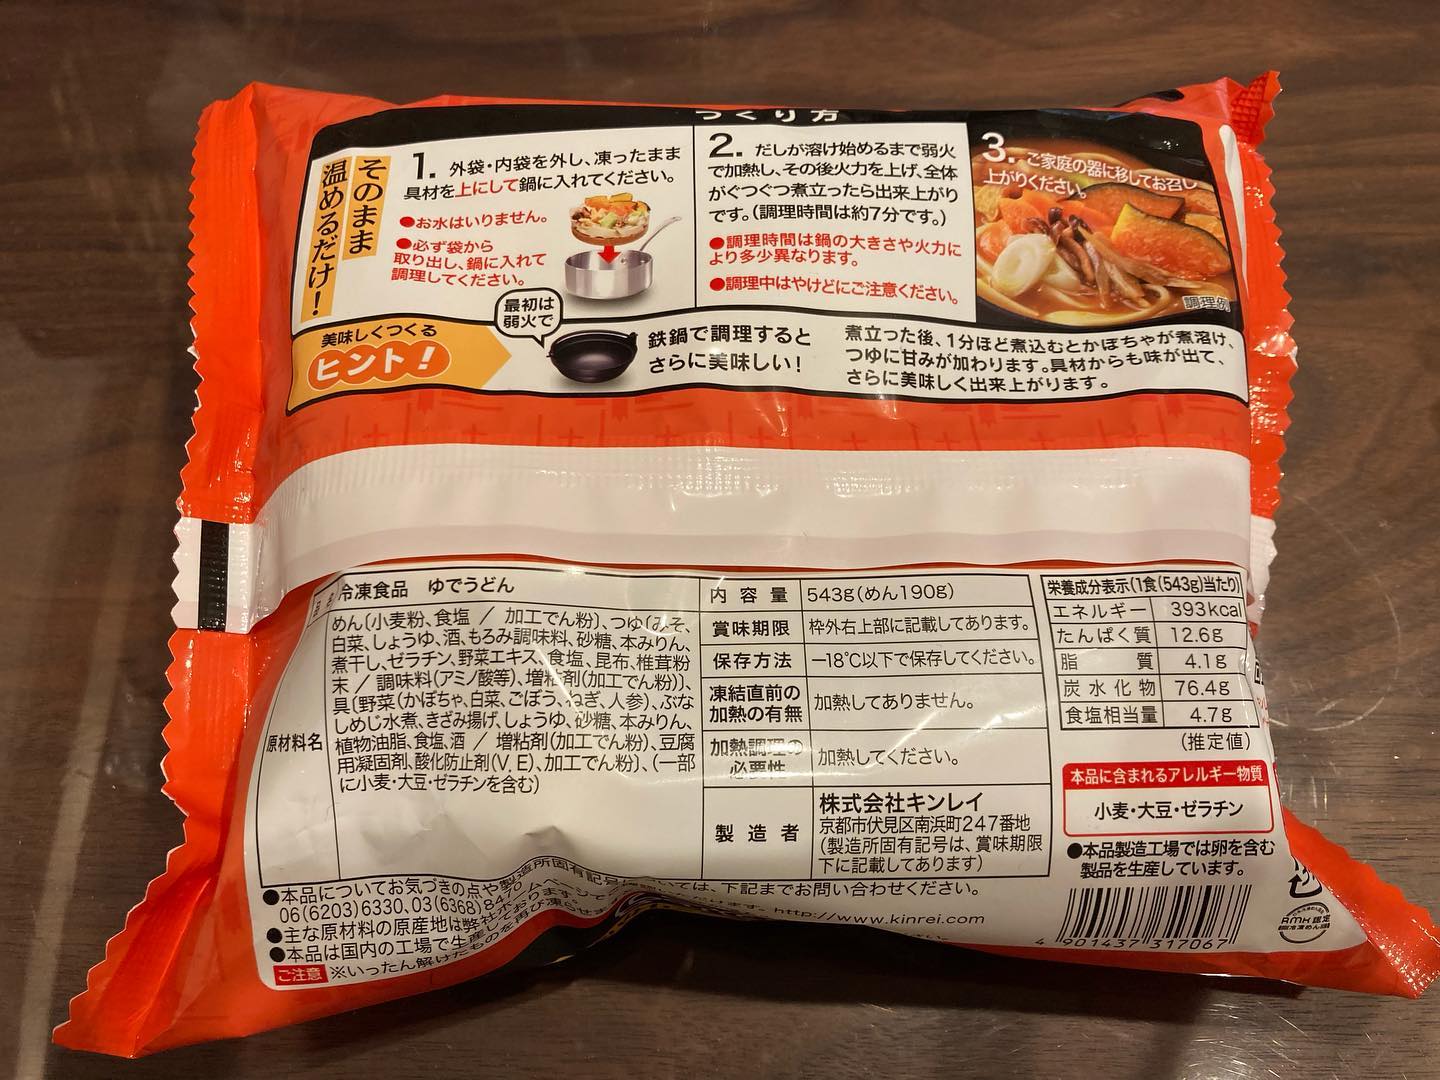 つくり方
そのまま
温めるだけ！
1. 外袋・内袋を外し、凍ったまま
具材を上にして鍋に入れてください。
●お水はいりません。
●必ず袋から
取り出し、鍋に入れて
調理してください。
2. だしが溶け始めるまで弱火
で加熱し、その後火力を上げ、全体
がぐつぐつ煮立ったら出来上がり
です。(調理時間は約7分です。)
●調理時間は鍋の大きさや火力に
より多少異なります。
●調理中はやけどにご注意ください。
3. ご家庭の器に移してお召し
上がりください。
調理例
美味しくつくる
ヒント！
最初は
弱火で
鉄鍋で調理すると
さらに美味しい！
煮立った後、1分ほど煮込むとかぼちゃが煮溶け、
つゆに甘みが加わります。具材からも味が出て、
さらに美味しく出来上がります。
冷凍食品 ゆでうどん
原材料名
めん〔小麦粉、食塩 / 加工でん粉〕、つゆ〔みそ、
白菜、しょうゆ、酒、もろみ調味料、砂糖、本みりん、
煮干し、ゼラチン、野菜エキス、食塩、昆布、椎茸粉
末 / 調味料(アミノ酸等)、増粘剤(加工でん粉)〕、
具〔野菜(かぼちゃ、白菜、ごぼう、ねぎ、人参)、ぶな
しめじ水煮、きざみ揚げ、しょうゆ、砂糖、本みりん、
植物油脂、食塩、酒 / 増粘剤(加工でん粉)、豆腐
用凝固剤、酸化防止剤(V.E)、加工でん粉〕、(一部
に小麦・大豆・ゼラチンを含む)
内容量 543g(めん190g)
賞味期限 枠外右上部に記載してあります。
保存方法 －18℃以下で保存してください。
凍結直前の
加熱の有無 加熱してありません。
加熱調理の
必要性 加熱してください。
製造者 株式会社キンレイ
京都市伏見区南浜町247番地
(製造所固有記号は、賞味期限
下に記載してあります)
栄養成分表示(1食(543g)当たり)
エネルギー 393kcal
たんぱく質 12.6g
脂質 4.1g
炭水化物 76.4g
食塩相当量 4.7g
(推定値)
本品に含まれるアレルギー物質
小麦・大豆・ゼラチン
●本品製造工場では卵を含む
製品を生産しています。
●本品についてお気づきの点や製造所固有記号については、下記までお問い合わせください。
06(6203)6330、03(6368)
●主な原材料の原産地は弊社ホームページで http://www.kinrei.com
●本品は国内の工場で生産しております。
ご注意 ※いったん解けたものを再び凍らせ
4 901437 317067
RMK認定
冷凍めん